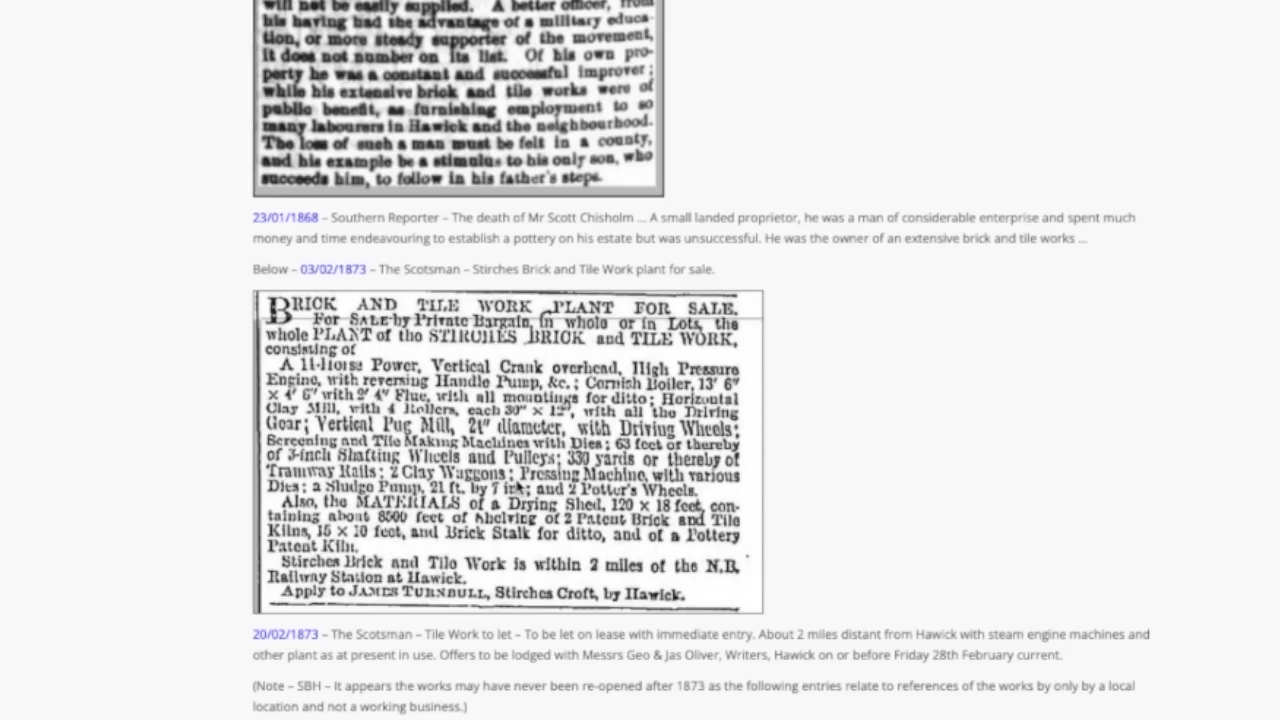 will not be easily supplied. A better officer, from
his having had the advantage of a military educa-
tion, or more steady supporter of the movement,
it does not number on its list. Of his own pro-
perty he was a constant and successful improver;
while his extensive brick and tile works were of
public benefit, as furnishing employment to so
many labourers in Hawick and the neighbourhood.
The loss of such a man must be felt in a county,
and his example be a stimulus to his only son, who
succeeds him, to follow in his father's steps.
23/01/1868 – Southern Reporter – The death of Mr Scott Chisholm ... A small landed proprietor, he was a man of considerable enterprise and spent much
money and time endeavouring to establish a pottery on his estate but was unsuccessful. He was the owner of an extensive brick and tile works ...
Below – 03/02/1873 – The Scotsman – Stirches Brick and Tile Work plant for sale.
BRICK AND TILE WORK PLANT FOR SALE.
For SALE by Private Bargain, in whole or in Lots, the
whole PLANT of the STIRCHES BRICK and TILE WORK,
consisting of
A 11-Horse Power, Vertical Crank overhead, High Pressure
Engine, with reversing Handle Pump, &c.; Cornish Boiler, 13' 6"
× 4' 6" with 2' 4" Flue, with all mountings for ditto; Horizontal
Clay Mill, with 4 Rollers, each 30" × 12", with all the Driving
Gear; Vertical Pug Mill, 21" diameter, with Driving Wheels;
Screening and Tile Making Machines with Dies; 63 feet or thereby
of 3-inch Shafting Wheels and Pulleys; 330 yards or thereby of
Tramway Rails; 2 Clay Waggons; Pressing Machine, with various
Dies; a Sludge Pump, 21 ft. by 7 in.; and 2 Potter's Wheels.
Also, the MATERIALS of a Drying Shed, 120 × 18 feet, con-
taining about 8500 feet of Shelving of 2 Patent Brick and Tile
Kilns, 15 × 10 feet, and Brick Stalk for ditto, and of a Pottery
Patent Kiln.
Stirches Brick and Tile Work is within 2 miles of the N.B.
Railway Station at Hawick.
Apply to JAMES TURNBULL, Stirches Croft, by Hawick.
20/02/1873 – The Scotsman – Tile Work to let – To be let on lease with immediate entry. About 2 miles distant from Hawick with steam engine machines and
other plant as at present in use. Offers to be lodged with Messrs Geo & Jas Oliver, Writers, Hawick on or before Friday 28th February current.
(Note – SBH – It appears the works may have never been re-opened after 1873 as the following entries relate to references of the works by only by a local
location and not a working business.)